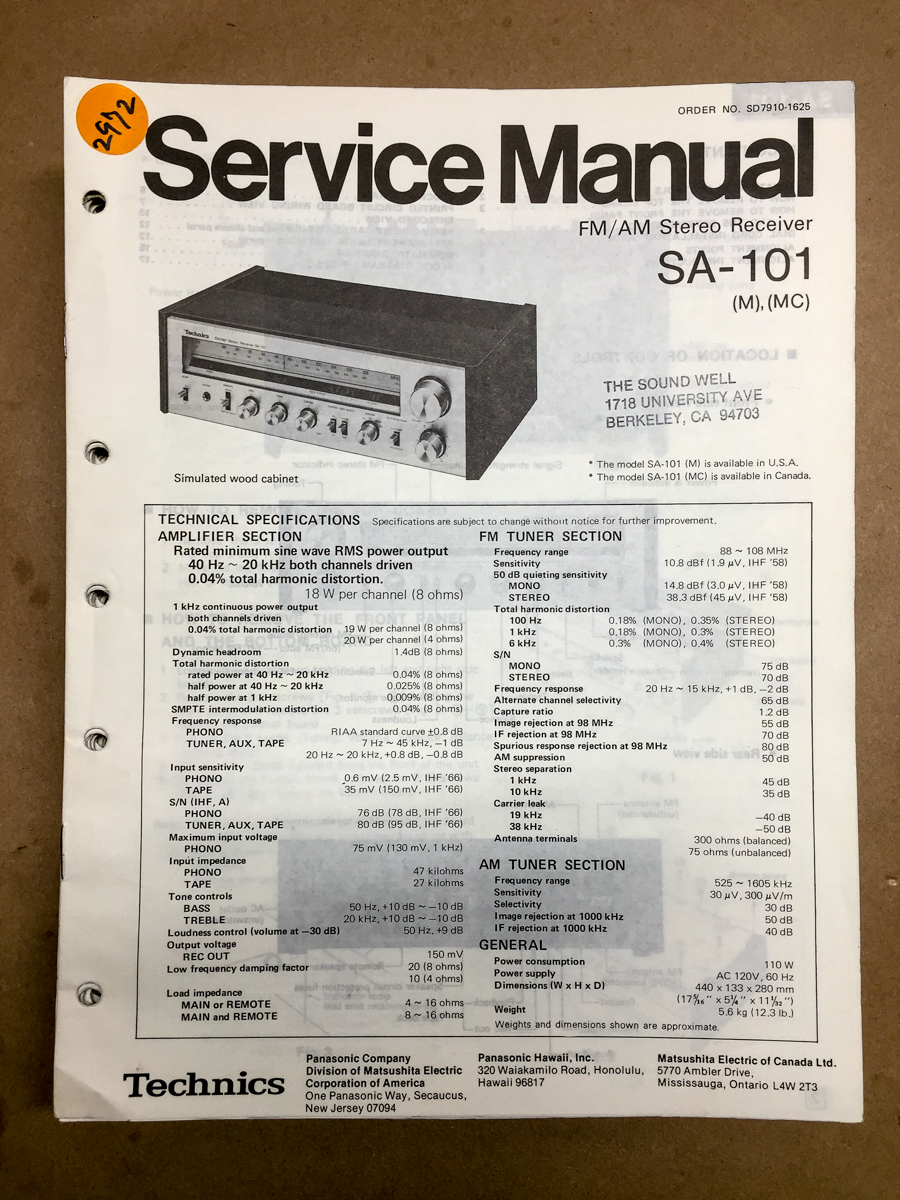 2972
ORDER NO. SD7910-1625
Service Manual
FM/AM Stereo Receiver
SA-101
(M), (MC)
Technics
THE SOUND WELL
1718 UNIVERSITY AVE
BERKELEY, CA 94703
Simulated wood cabinet
* The model SA-101 (M) is available in U.S.A.
* The model SA-101 (MC) is available in Canada.
TECHNICAL SPECIFICATIONS Specifications are subject to change without notice for further improvement.
AMPLIFIER SECTION
Rated minimum sine wave RMS power output
40 Hz ~ 20 kHz both channels driven
0.04% total harmonic distortion.
18 W per channel (8 ohms)
1 kHz continuous power output
both channels driven
0.04% total harmonic distortion 19 W per channel (8 ohms)
20 W per channel (4 ohms)
Dynamic headroom 1.4dB (8 ohms)
Total harmonic distortion
rated power at 40 Hz ~ 20 kHz 0.04% (8 ohms)
half power at 40 Hz ~ 20 kHz 0.025% (8 ohms)
half power at 1 kHz 0.009% (8 ohms)
SMPTE intermodulation distortion 0.04% (8 ohms)
Frequency response
PHONO RIAA standard curve ±0.8 dB
TUNER, AUX, TAPE 7 Hz ~ 45 kHz, −1 dB
20 Hz ~ 20 kHz, +0.8 dB, −0.8 dB
Input sensitivity
PHONO 0.6 mV (2.5 mV, IHF '66)
TAPE 35 mV (150 mV, IHF '66)
S/N (IHF, A)
PHONO 76 dB (78 dB, IHF '66)
TUNER, AUX, TAPE 80 dB (95 dB, IHF '66)
Maximum input voltage
PHONO 75 mV (130 mV, 1 kHz)
Input impedance
PHONO 47 kilohms
TAPE 27 kilohms
Tone controls
BASS 50 Hz, +10 dB ~ −10 dB
TREBLE 20 kHz, +10 dB ~ −10 dB
Loudness control (volume at −30 dB) 50 Hz, +9 dB
Output voltage
REC OUT 150 mV
Low frequency damping factor 20 (8 ohms)
10 (4 ohms)
Load impedance
MAIN or REMOTE 4 ~ 16 ohms
MAIN and REMOTE 8 ~ 16 ohms
FM TUNER SECTION
Frequency range 88 ~ 108 MHz
Sensitivity 10.8 dBf (1.9 μV, IHF '58)
50 dB quieting sensitivity
MONO 14.8 dBf (3.0 μV, IHF '58)
STEREO 38.3 dBf (45 μV, IHF '58)
Total harmonic distortion
100 Hz 0.18% (MONO), 0.35% (STEREO)
1 kHz 0.18% (MONO), 0.3% (STEREO)
6 kHz 0.3% (MONO), 0.4% (STEREO)
S/N
MONO 75 dB
STEREO 70 dB
Frequency response 20 Hz ~ 15 kHz, +1 dB, −2 dB
Alternate channel selectivity 65 dB
Capture ratio 1.2 dB
Image rejection at 98 MHz 55 dB
IF rejection at 98 MHz 70 dB
Spurious response rejection at 98 MHz 80 dB
AM suppression 50 dB
Stereo separation
1 kHz 45 dB
10 kHz 35 dB
Carrier leak
19 kHz −40 dB
38 kHz −50 dB
Antenna terminals 300 ohms (balanced)
75 ohms (unbalanced)
AM TUNER SECTION
Frequency range 525 ~ 1605 kHz
Sensitivity 30 μV, 300 μV/m
Selectivity 30 dB
Image rejection at 1000 kHz 50 dB
IF rejection at 1000 kHz 40 dB
GENERAL
Power consumption 110 W
Power supply AC 120V, 60 Hz
Dimensions (W x H x D) 440 x 133 x 280 mm
(17 5/16 " x 5 1/4 " x 11 1/32 ")
Weight 5.6 kg (12.3 lb.)
Weights and dimensions shown are approximate.
Technics
Panasonic Company
Division of Matsushita Electric
Corporation of America
One Panasonic Way, Secaucus,
New Jersey 07094
Panasonic Hawaii, Inc.
320 Waiakamilo Road, Honolulu,
Hawaii 96817
Matsushita Electric of Canada Ltd.
5770 Ambler Drive,
Mississauga, Ontario L4W 2T3